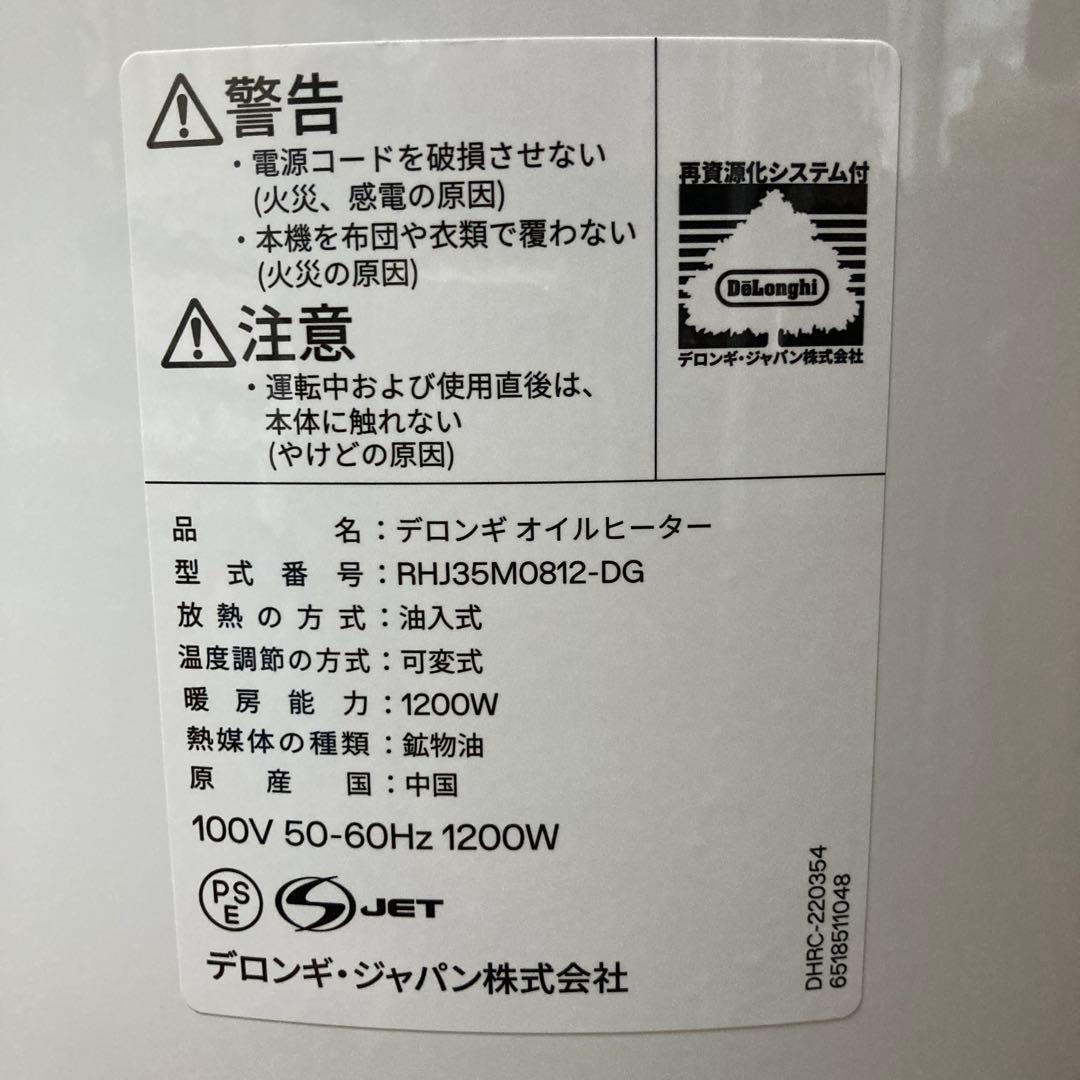 警告
・電源コードを破損させない
(火災、感電の原因)
・本機を布団や衣類で覆わない
(火災の原因)
注意
・運転中および使用直後は、
本体に触れない
(やけどの原因)
再資源化システム付
DēLonghi
デロンギ・ジャパン株式会社
品名：デロンギ オイルヒーター
型式番号：RHJ35M0812-DG
放熱の方式：油入式
温度調節の方式：可変式
暖房能力：1200W
熱媒体の種類：鉱物油
原産国：中国
100V 50-60Hz 1200W
PSE
S JET
デロンギ・ジャパン株式会社
DHRC-220354
6518511048